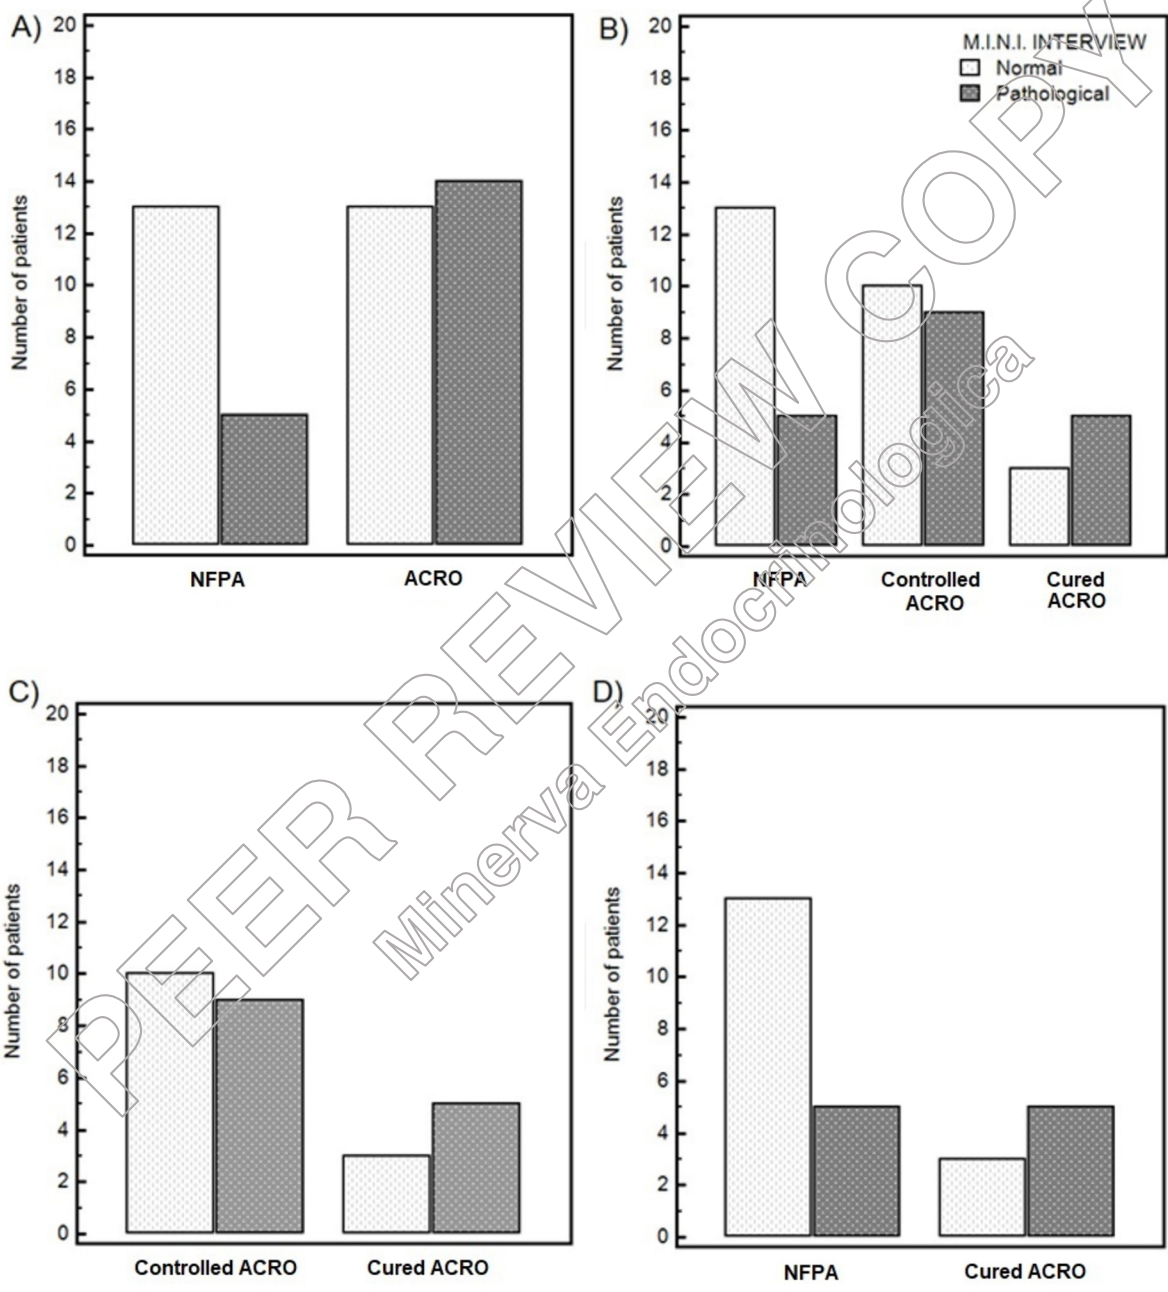 A)
20
18
16
14
12
10
8
6
4
2
0
Number of patients
NFPA
ACRO
B)
M.I.N.I. INTERVIEW
Normal
Pathological
20
18
16
14
12
10
8
6
4
2
0
Number of patients
NFPA
Controlled
ACRO
Cured
ACRO
C)
20
18
16
14
12
10
8
6
4
2
0
Number of patients
Controlled ACRO
Cured ACRO
D)
20
18
16
14
12
10
8
6
4
2
0
Number of patients
NFPA
Cured ACRO
PEER REVIEW COPY
Minerva Endocrinologica